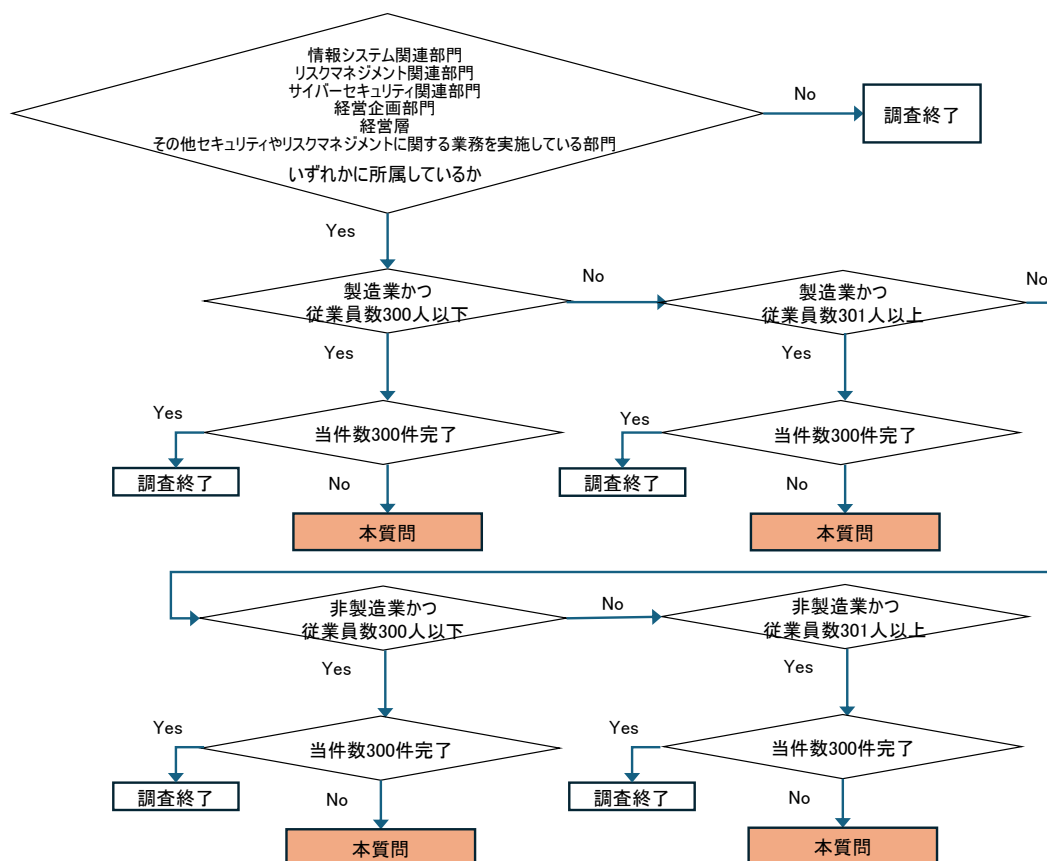 情報システム関連部門
リスクマネジメント関連部門
サイバーセキュリティ関連部門
経営企画部門
経営層
その他セキュリティやリスクマネジメントに関する業務を実施している部門
いずれかに所属しているか
No
調査終了
Yes
製造業かつ
従業員数300人以下
No
製造業かつ
従業員数301人以上
No
Yes
Yes
Yes
当件数300件完了
Yes
当件数300件完了
調査終了
No
調査終了
No
本質問
本質問
非製造業かつ
従業員数300人以下
No
非製造業かつ
従業員数301人以上
Yes
Yes
Yes
当件数300件完了
Yes
当件数300件完了
調査終了
No
調査終了
No
本質問
本質問